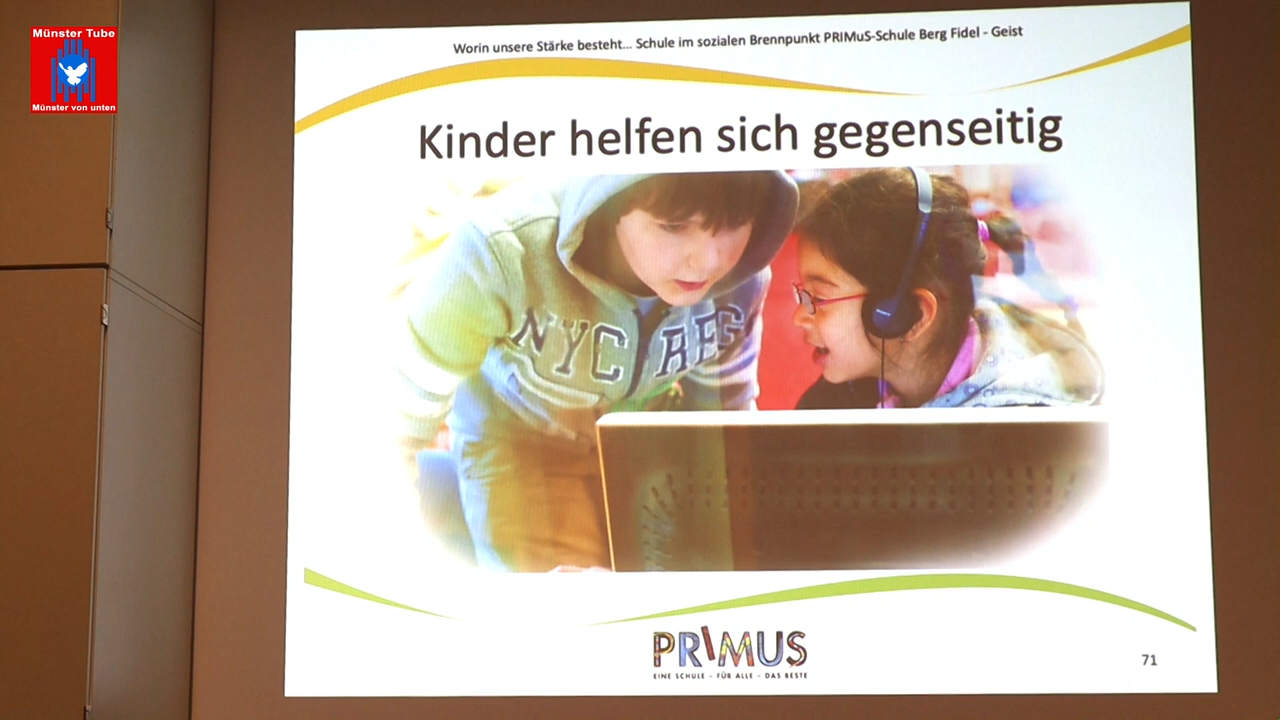 Münster Tube
Münster von unten
Worin unsere Stärke besteht... Schule im sozialen Brennpunkt PRIMuS-Schule Berg Fidel - Geist
Kinder helfen sich gegenseitig
NYC REG
PRIMUS
EINE SCHULE - FÜR ALLE - DAS BESTE
71